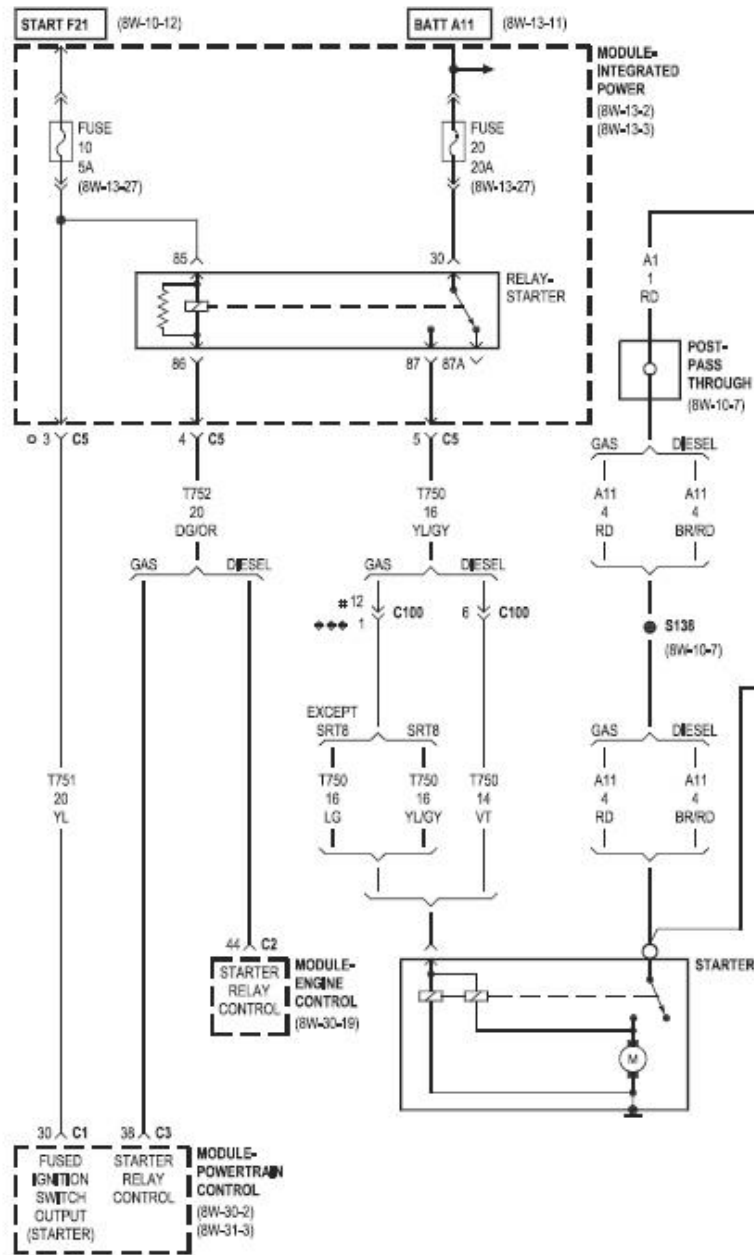 START F21 (8W-10-12)
BATT A11 (8W-13-11)
MODULE-
INTEGRATED
POWER
(8W-13-2)
(8W-13-3)
FUSE
10
5A
(8W-13-27)
FUSE
20
20A
(8W-13-27)
85
30
RELAY-
STARTER
86
87 87A
A1
1
RD
POST-
PASS
THROUGH
(8W-10-7)
3 C5
4 C5
5 C5
GAS DIESEL
A11
4
RD
A11
4
BR/RD
T752
20
DG/OR
T750
16
YL/GY
GAS DIESEL
GAS DIESEL
#12
1
C100
6 C100
S138
(8W-10-7)
EXCEPT
SRT8 SRT8
GAS DIESEL
T751
20
YL
T750
16
LG
T750
16
YL/GY
T750
14
VT
A11
4
RD
A11
4
BR/RD
44 C2
STARTER
RELAY
CONTROL
MODULE-
ENGINE
CONTROL
(8W-30-19)
STARTER
M
30 C1
38 C3
FUSED
IGNITION
SWITCH
OUTPUT
(STARTER)
STARTER
RELAY
CONTROL
MODULE-
POWERTRAIN
CONTROL
(8W-30-2)
(8W-31-3)